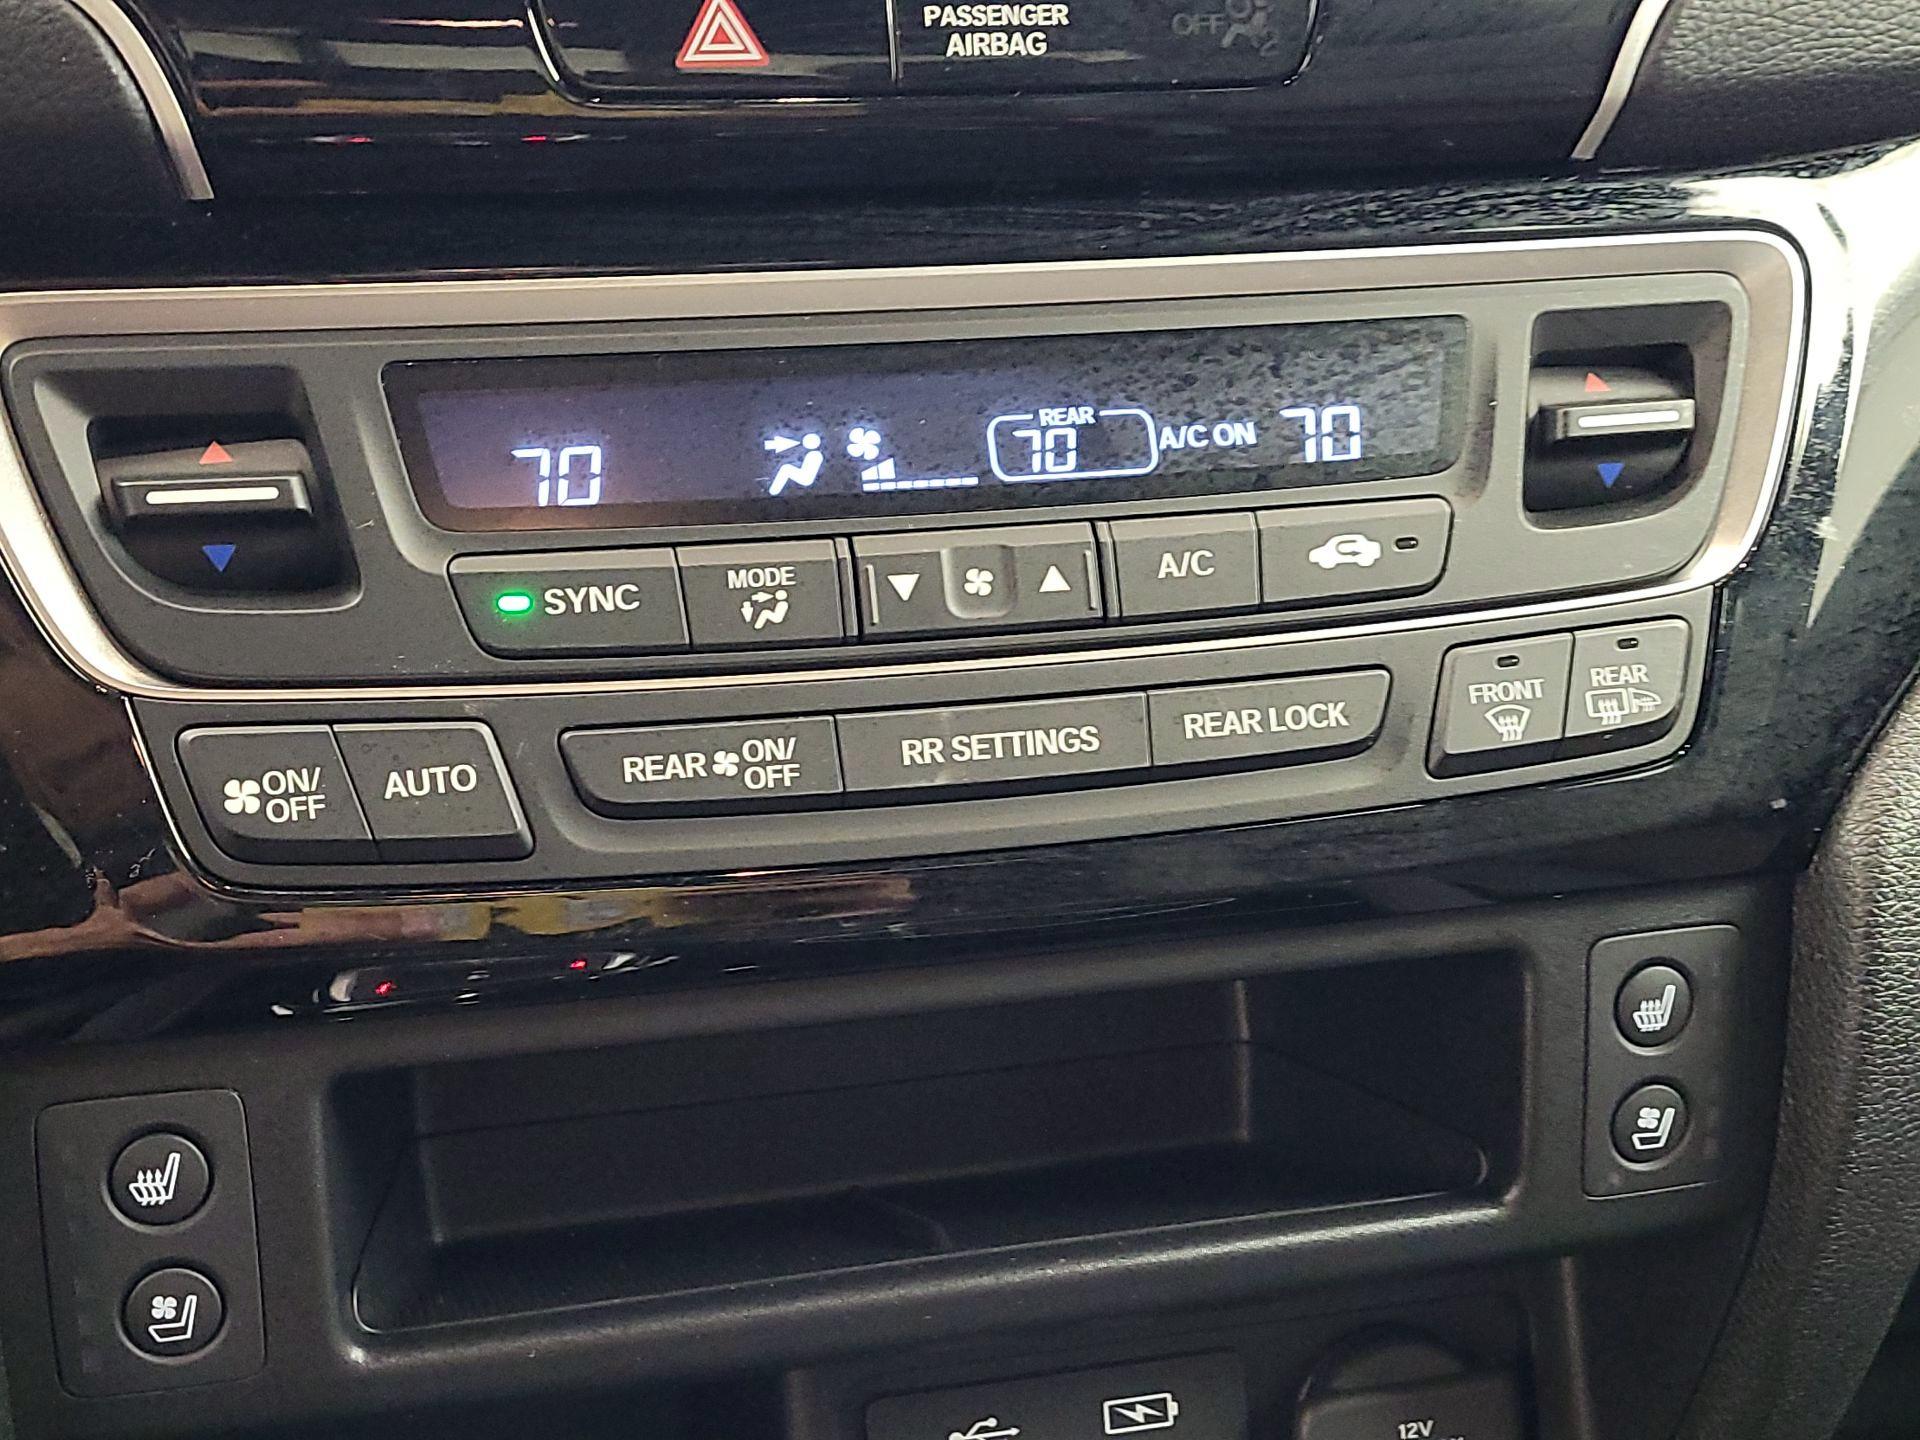 PASSENGER
AIRBAG
OFF
2
70
REAR
70
A/C ON
70
SYNC
MODE
A/C
FRONT
REAR
ON/
OFF
AUTO
REAR
ON/
OFF
RR SETTINGS
REAR LOCK
12V